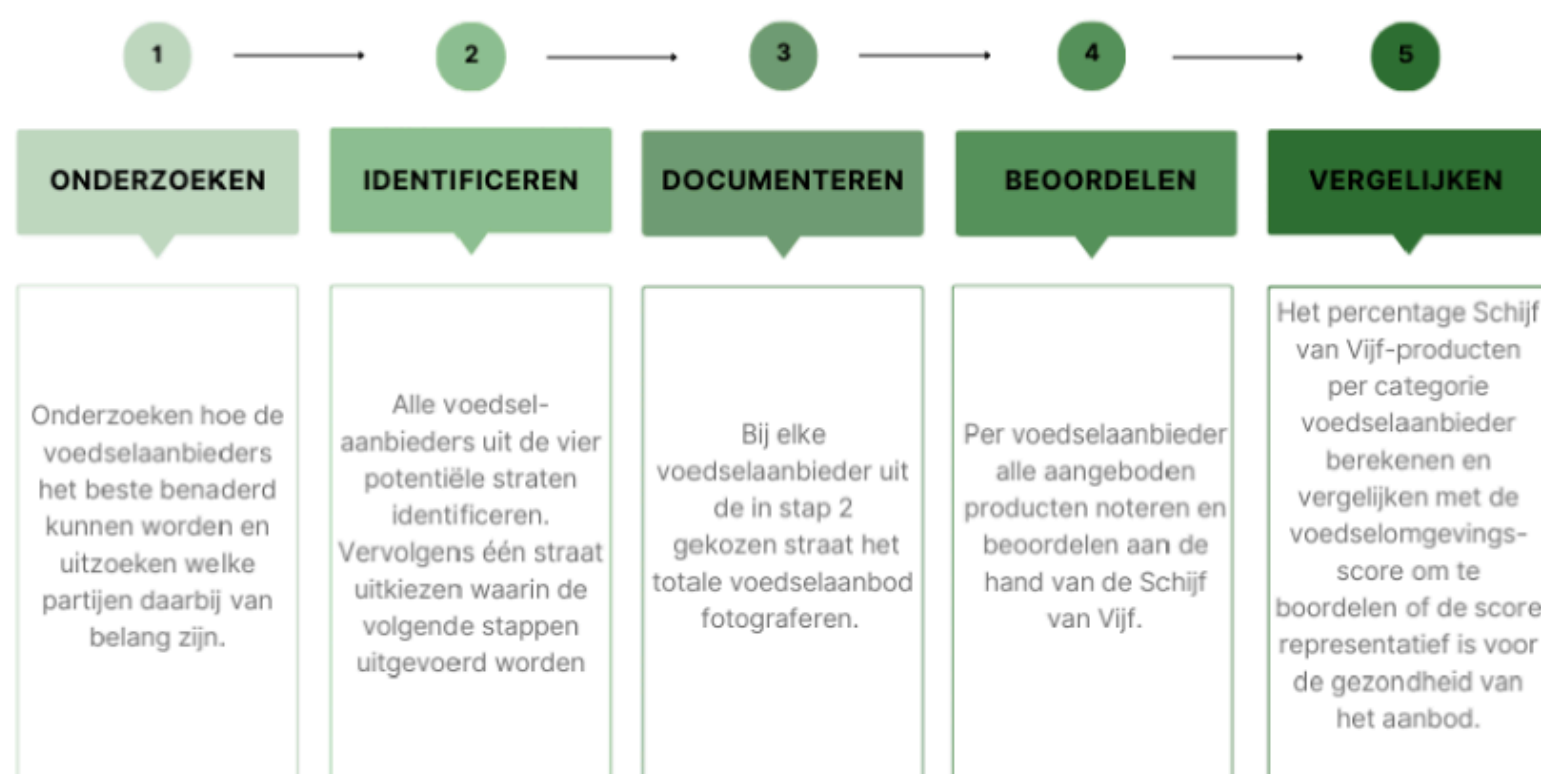 1
2
3
4
5
ONDERZOEKEN
IDENTIFICEREN
DOCUMENTEREN
BEOORDELEN
VERGELIJKEN
Onderzoeken hoe de
voedselaanbieders
het beste benaderd
kunnen worden en
uitzoeken welke
partijen daarbij van
belang zijn.
Alle voedsel-
aanbieders uit de vier
potentiële straten
identificeren.
Vervolgens één straat
uitkiezen waarin de
volgende stappen
uitgevoerd worden
Bij elke
voedselaanbieder uit
de in stap 2
gekozen straat het
totale voedselaanbod
fotograferen.
Per voedselaanbieder
alle aangeboden
producten noteren en
beoordelen aan de
hand van de Schijf
van Vijf.
Het percentage Schijf
van Vijf-producten
per categorie
voedselaanbieder
berekenen en
vergelijken met de
voedselomgevings-
score om te
boordelen of de score
representatief is voor
de gezondheid van
het aanbod.